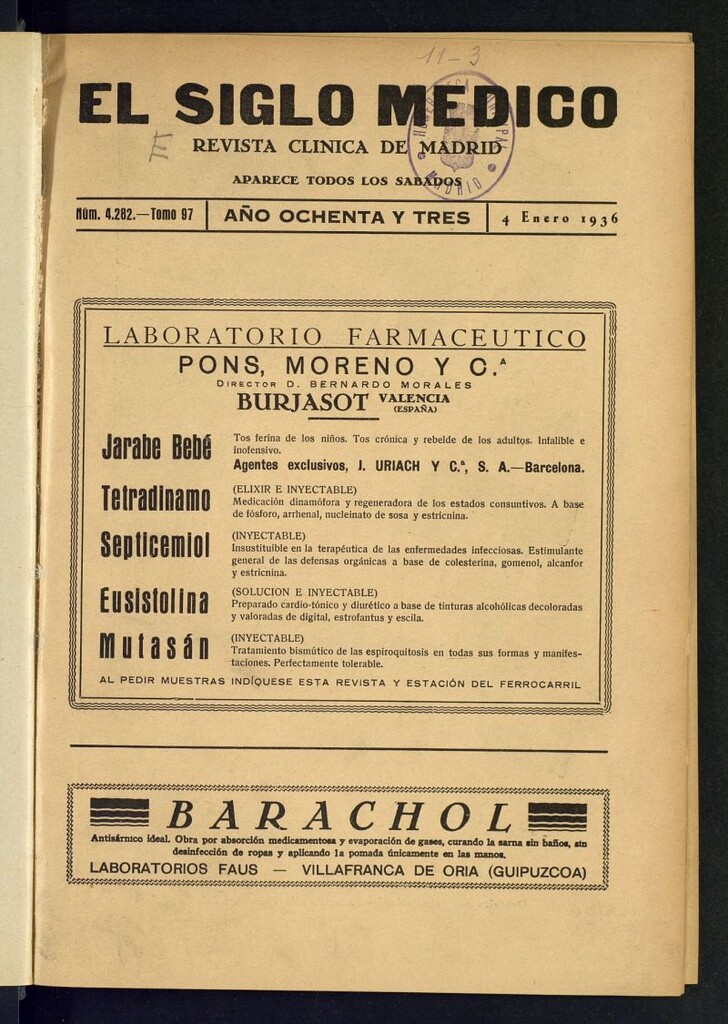 11-3
EL SIGLO MEDICO
E
REVISTA CLINICA DE MADRID
APARECE TODOS LOS SABADOS
MADRID
Núm. 4.282.—Tomo 97 AÑO OCHENTA Y TRES 4 Enero 1936
LABORATORIO FARMACEUTICO
PONS, MORENO Y C.ª
DIRECTOR D. BERNARDO MORALES
BURJASOT VALENCIA
(ESPAÑA)
Jarabe Bebé
Tos ferina de los niños. Tos crónica y rebelde de los adultos. Infalible e
inofensivo.
Agentes exclusivos, J. URIACH Y C.ª, S. A.—Barcelona.
Tetradinamo
(ELIXIR E INYECTABLE)
Medicación dinamófora y regeneradora de los estados consuntivos. A base
de fósforo, arrhenal, nucleinato de sosa y estricnina.
Septicemiol
(INYECTABLE)
Insustituíble en la terapéutica de las enfermedades infecciosas. Estimulante
general de las defensas orgánicas a base de colesterina, gomenol, alcanfor
y estricnina.
Eusistolina
(SOLUCION E INYECTABLE)
Preparado cardio-tónico y diurético a base de tinturas alcohólicas decoloradas
y valoradas de digital, estrofantus y escila.
Mutasán
(INYECTABLE)
Tratamiento bismútico de las espiroquitosis en todas sus formas y manifes-
taciones. Perfectamente tolerable.
AL PEDIR MUESTRAS INDÍQUESE ESTA REVISTA Y ESTACIÓN DEL FERROCARRIL
BARACHOL
Antisárnico ideal. Obra por absorción medicamentosa y evaporación de gases, curando la sarna sin baños, sin
desinfección de ropas y aplicando la pomada únicamente en las manos.
LABORATORIOS FAUS — VILLAFRANCA DE ORIA (GUIPUZCOA)